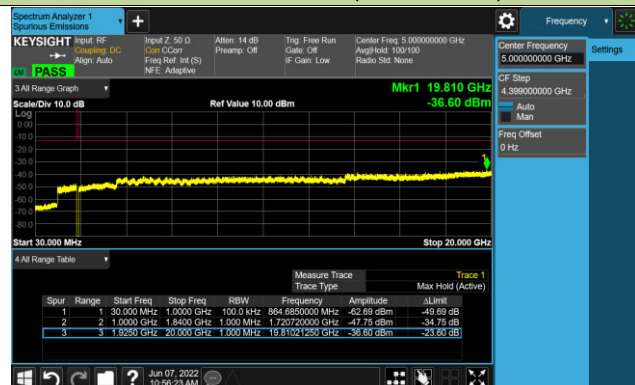 Spectrum Analyzer 1
Spurious Emissions
Frequency
KEYSIGHT
Input: RF
Coupling: DC
Align: Auto
Input Z: 50 Ω
Corr CCorr
Freq Ref: Int (S)
NFE: Adaptive
Atten: 14 dB
Preamp: Off
Trig: Free Run
Gate: Off
IF Gain: Low
Center Freq: 5.000000000 GHz
Avg|Hold: 100/100
Radio Std: None
PASS
Center Frequency
5.000000000 GHz
Settings
CF Step
4.399000000 GHz
Auto
Man
Freq Offset
0 Hz
3 All Range Graph
Mkr1 19.810 GHz
Scale/Div 10.0 dB
Ref Value 10.00 dBm
-36.60 dBm
Log
0.00
-10.0
-20.0
-30.0
-40.0
-50.0
-60.0
-70.0
-80.0
1
Start 30.000 MHz
Stop 20.000 GHz
4 All Range Table
Measure Trace Trace 1
Trace Type Max Hold (Active)
Spur Range Start Freq Stop Freq RBW Frequency Amplitude ΔLimit
1 1 30.000 MHz 1.0000 GHz 100.0 kHz 864.6850000 MHz -62.69 dBm -49.69 dB
2 2 1.0000 GHz 1.8400 GHz 1.000 MHz 1.720720000 GHz -47.75 dBm -34.75 dB
3 3 1.9250 GHz 20.000 GHz 1.000 MHz 19.81021250 GHz -36.60 dBm -23.60 dB
?
Jun 07, 2022
10:56:23 AM